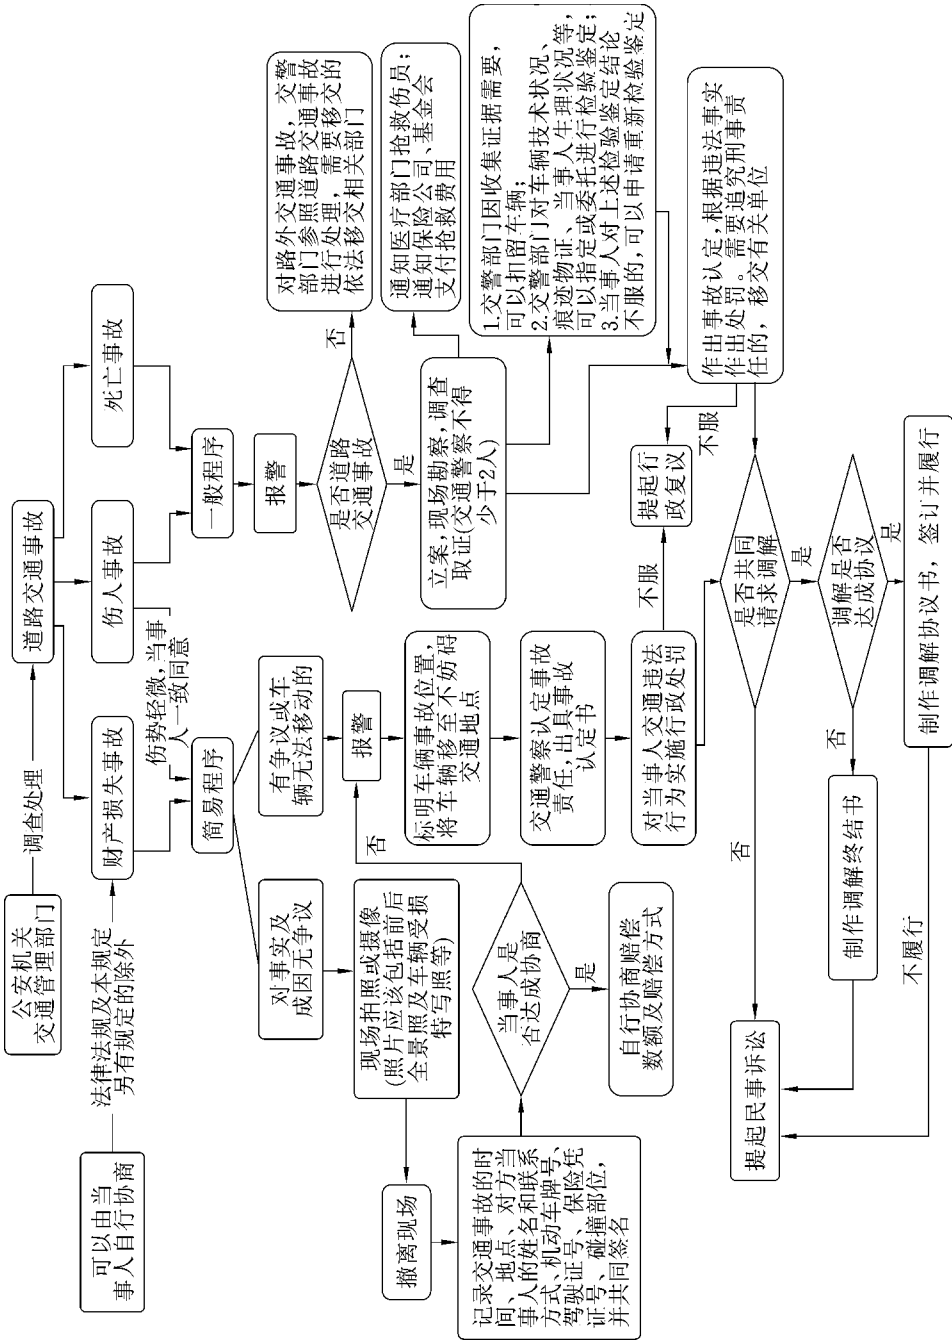 公安机关
交通管理部门
调查处理
道路交通事故
可以由当
事人自行协商
法律法规及本规定
另有规定的除外
财产损失事故
伤人事故
死亡事故
伤势轻微,当事
人一致同意
简易程序
一般程序
对事实及
成因无争议
有争议或车
辆无法移动的
报警
报警
是否道路
交通事故
否
是
对路外交通事故,交警
部门参照道路交通事故
进行处理,需要移交的
依法移交相关部门
现场拍照或摄像
(照片应该包括前后
全景照及车辆受损
特写照等)
撤离现场
记录交通事故的时
间、地点、对方当
事人的姓名和联系
方式、机动车牌号、
驾驶证号、保险凭
证号、碰撞部位,
并共同签名
当事人是
否达成协商
否
是
自行协商赔偿
数额及赔偿方式
标明车辆事故位置,
将车辆移至不妨碍
交通地点
交通警察认定事故
责任,出具事故
认定书
对当事人交通违法
行为实施行政处罚
立案,现场勘察,调查
取证(交通警察不得
少于2人)
通知医疗部门抢救伤员;
通知保险公司、基金会
支付抢救费用
1.交警部门因收集证据需要,
可以扣留车辆;
2.交警部门对车辆技术状况、
痕迹物证、当事人生理状况等,
可以指定或委托进行检验鉴定;
3.当事人对上述检验鉴定结论
不服的,可以申请重新检验鉴定
作出事故认定,根据违法事实
作出处罚。需要追究刑事责
任的,移交有关单位
不服
不服
提起行
政复议
是否共同
请求调解
否
是
调解是否
达成协议
否
是
制作调解终结书
制作调解协议书,签订并履行
不履行
提起民事诉讼